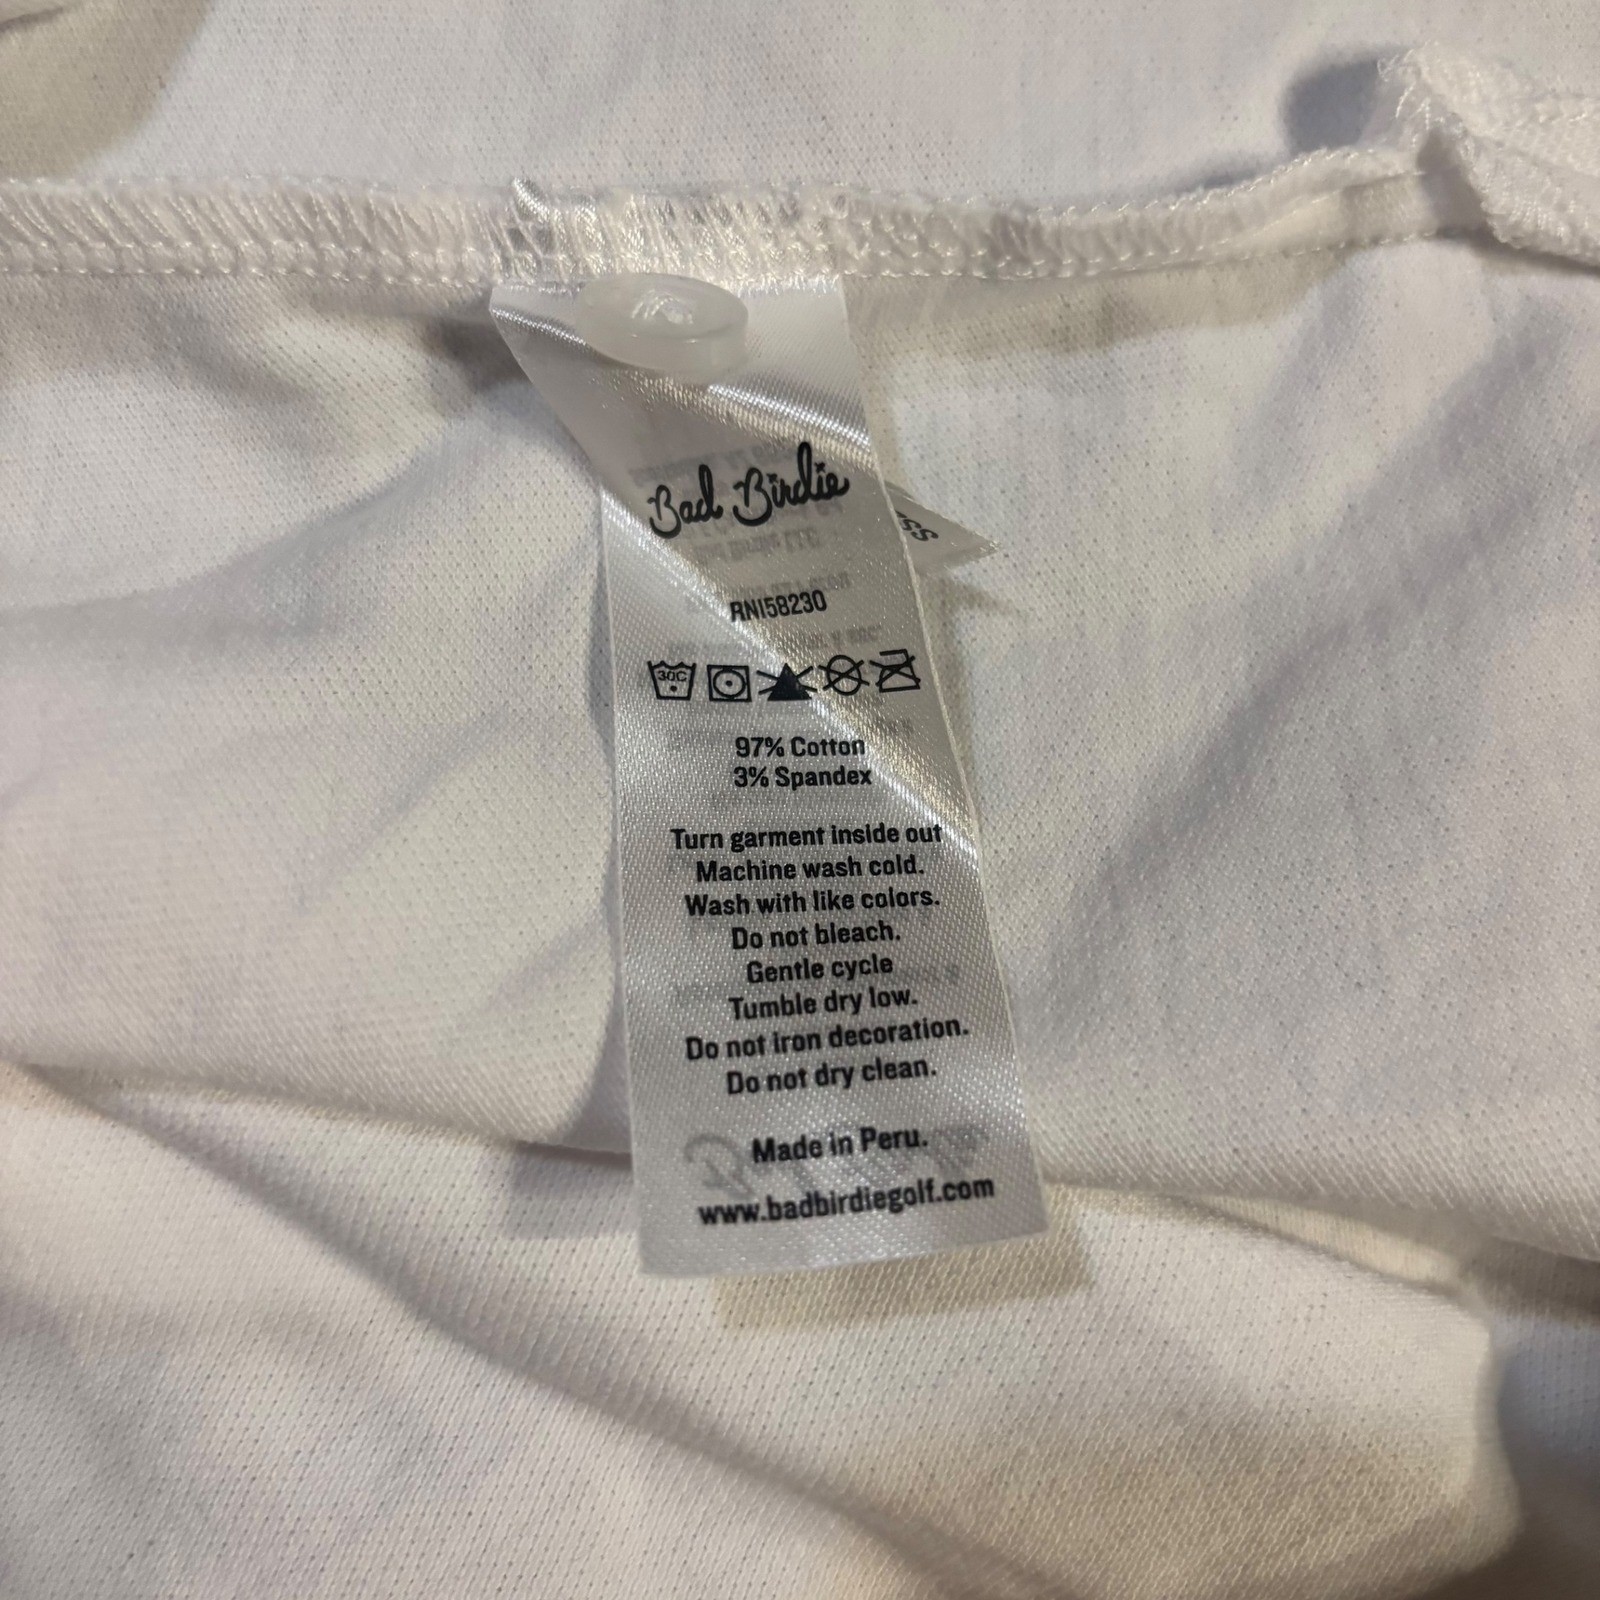 Bad Birdie
RN158230
30C
97% Cotton
3% Spandex
Turn garment inside out
Machine wash cold.
Wash with like colors.
Do not bleach.
Gentle cycle
Tumble dry low.
Do not iron decoration.
Do not dry clean.
Made in Peru.
www.badbirdiegolf.com